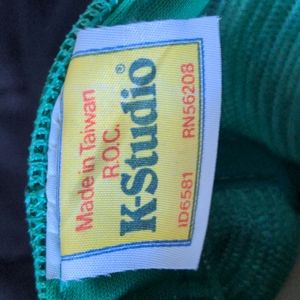 Made in Taiwan
R.O.C.
K-Studio®
ID6581 RN56208